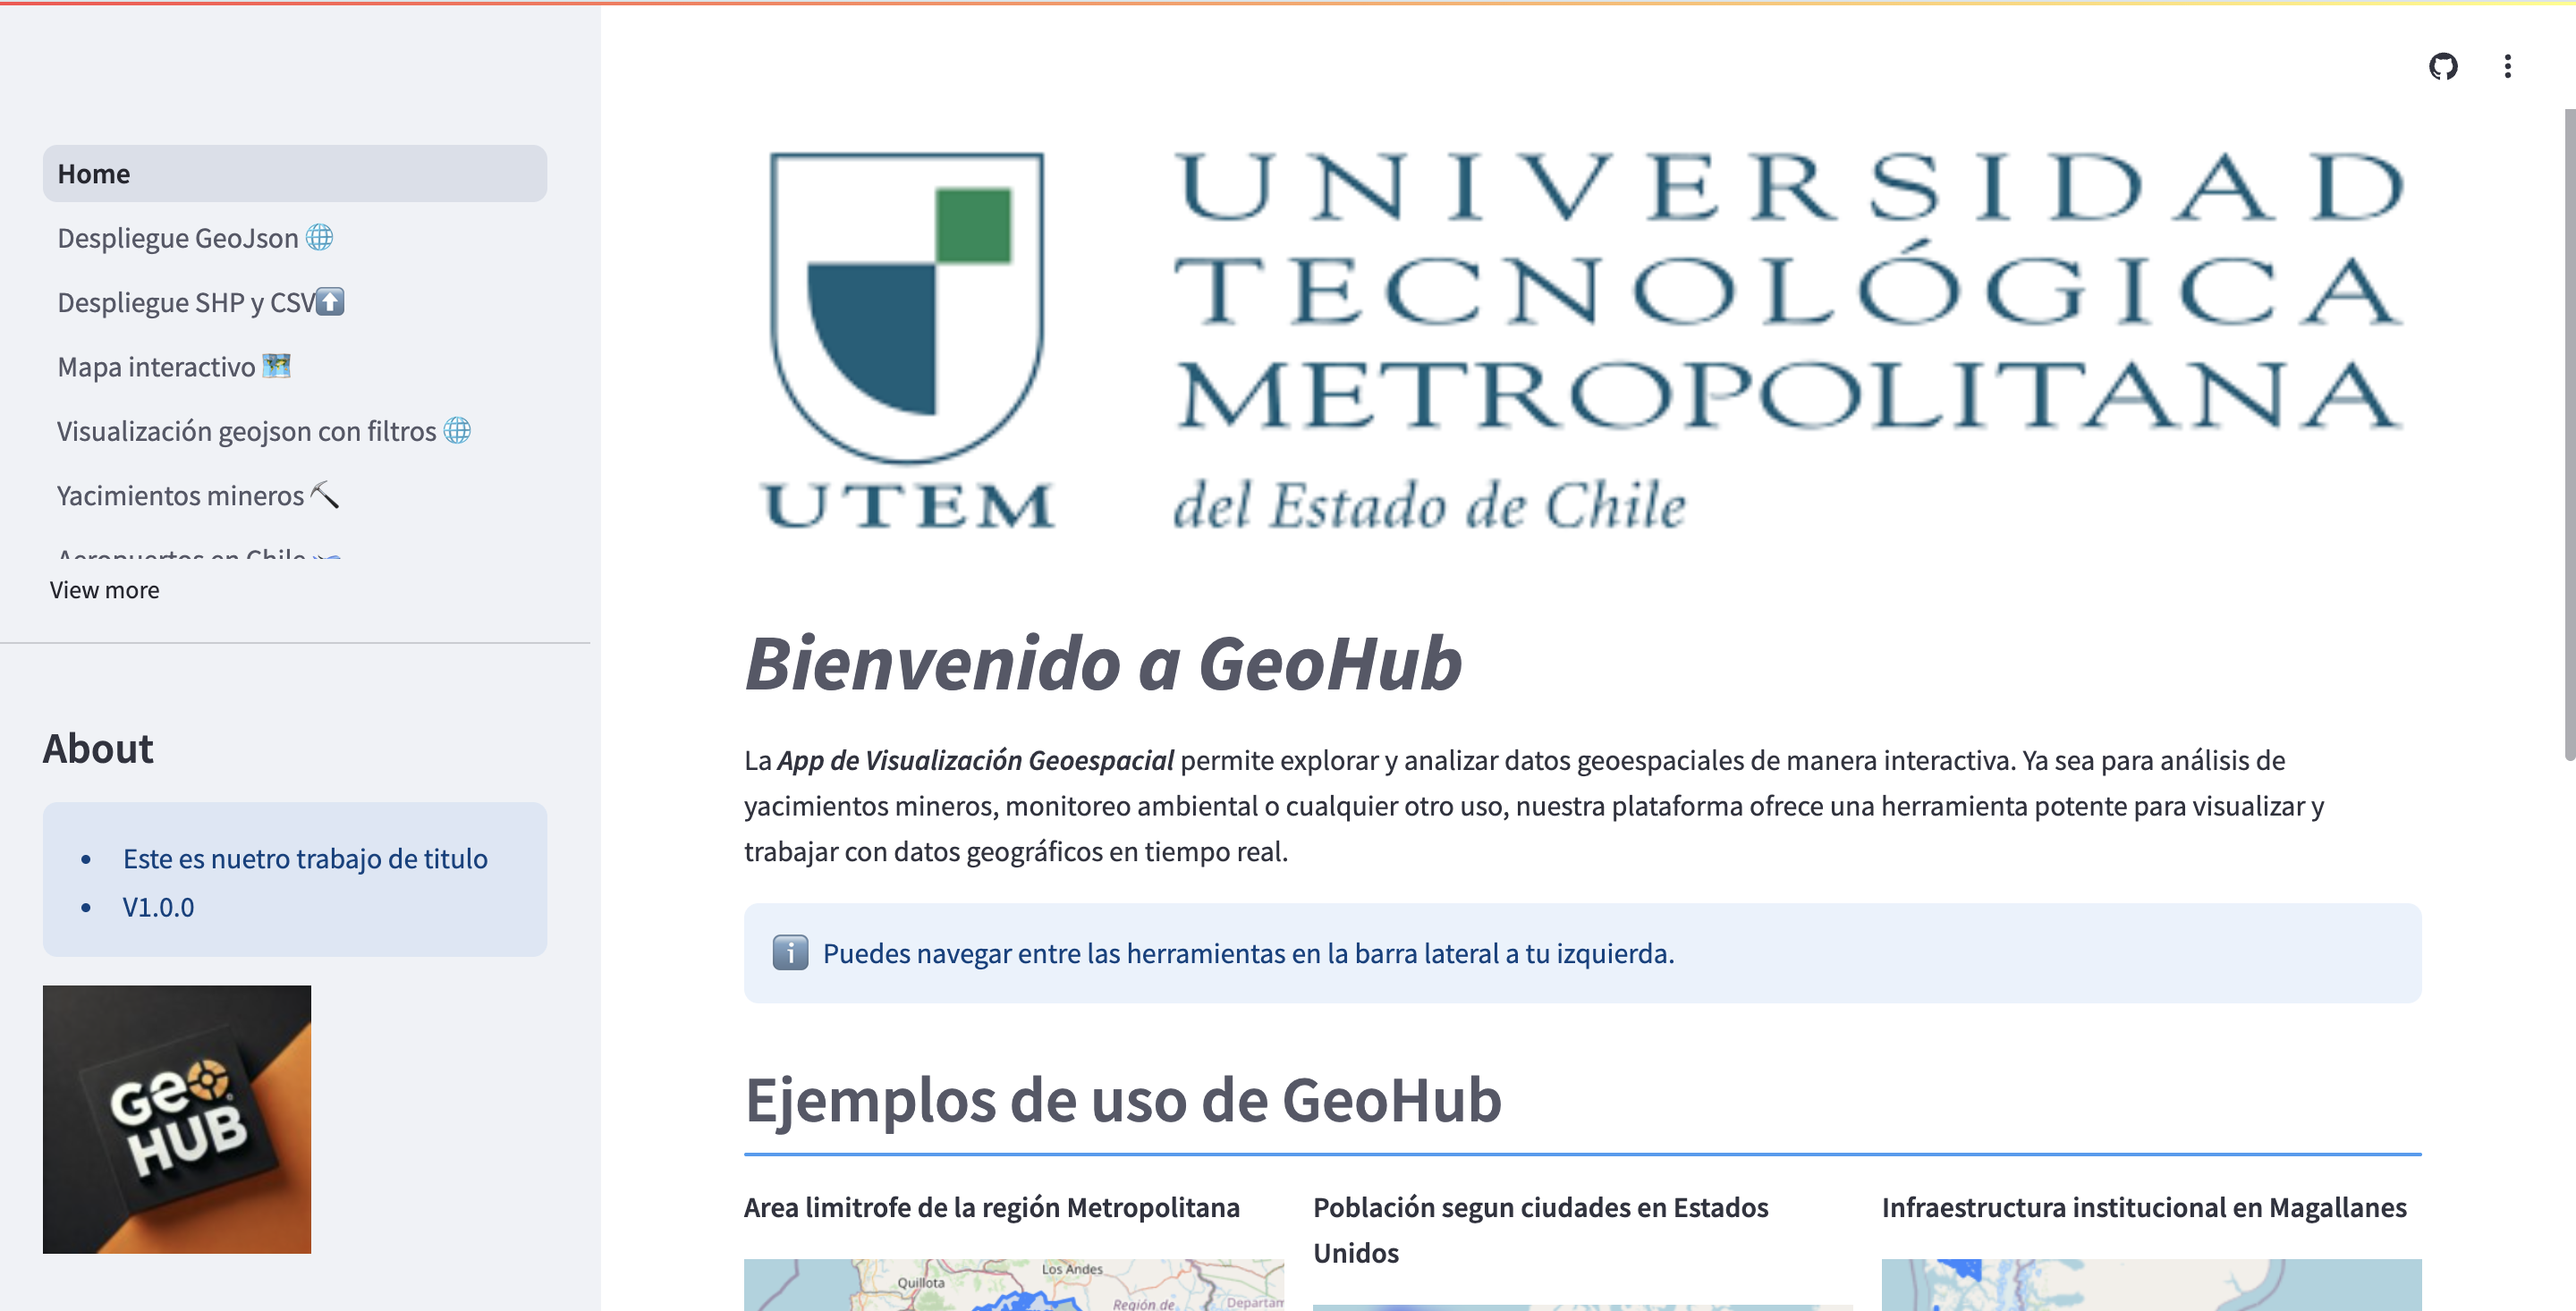 Home
Despliegue GeoJson 🌐
Despliegue SHP y CSV⬆️
Mapa interactivo 🗺️
Visualización geojson con filtros 🌐
Yacimientos mineros ⛏️
Aeropuertos en Chile
View more
About
Este es nuetro trabajo de titulo
V1.0.0
GeO
HUB
UNIVERSIDAD
TECNOLÓGICA
METROPOLITANA
UTEM
del Estado de Chile
Bienvenido a GeoHub
La App de Visualización Geoespacial permite explorar y analizar datos geoespaciales de manera interactiva. Ya sea para análisis de
yacimientos mineros, monitoreo ambiental o cualquier otro uso, nuestra plataforma ofrece una herramienta potente para visualizar y
trabajar con datos geográficos en tiempo real.
ℹ️ Puedes navegar entre las herramientas en la barra lateral a tu izquierda.
Ejemplos de uso de GeoHub
Area limitrofe de la región Metropolitana
Quillota
Los Andes
Región de
Departam
Población segun ciudades en Estados
Unidos
Infraestructura institucional en Magallanes